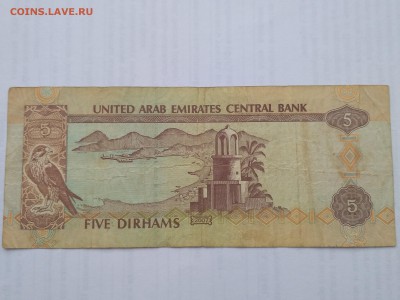 COINS.LAVE.RU
5
UNITED ARAB EMIRATES CENTRAL BANK
5
5
FIVE DIRHAMS